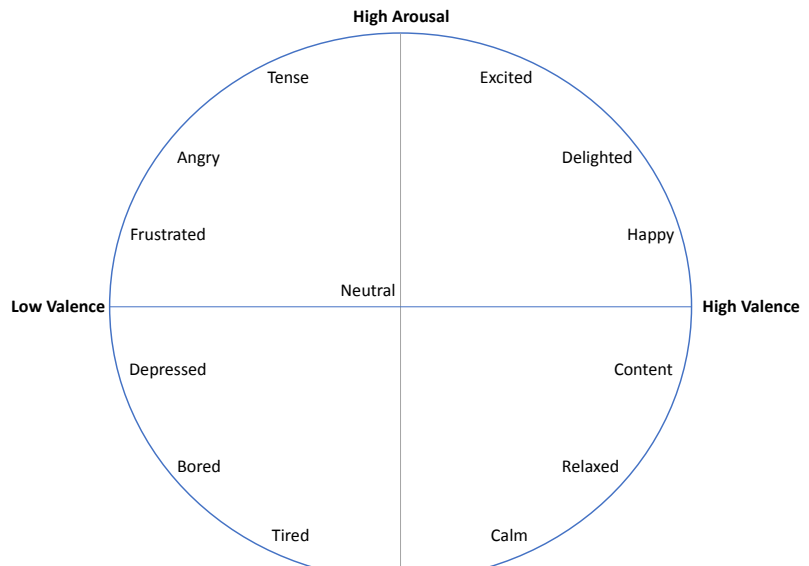 High Arousal
Tense
Excited
Angry
Delighted
Frustrated
Happy
Neutral
Low Valence
High Valence
Depressed
Content
Bored
Relaxed
Tired
Calm